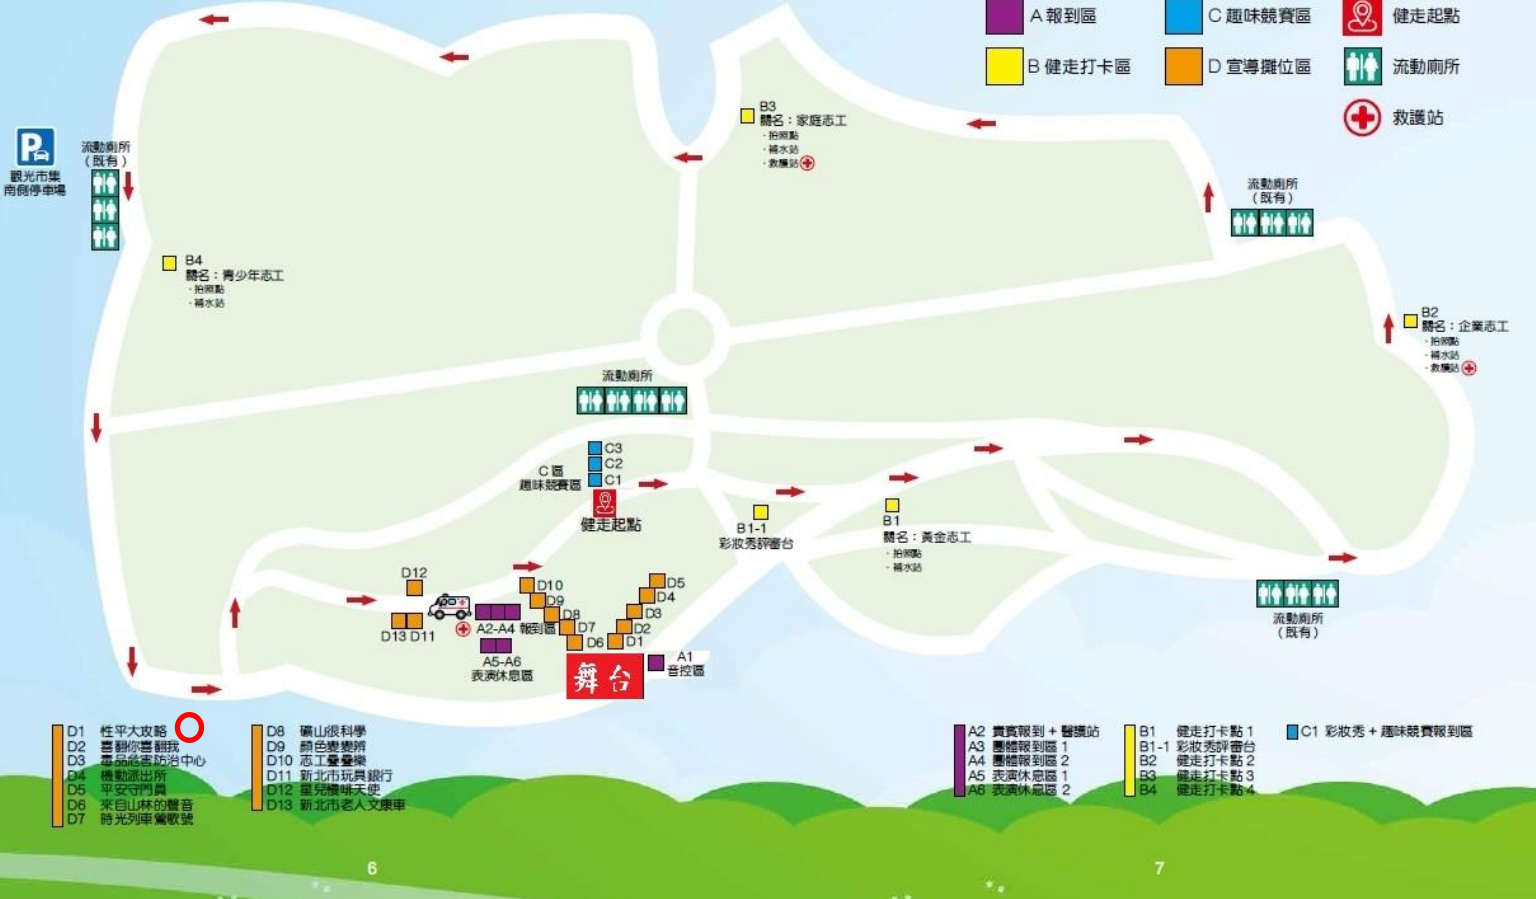 A 報到區
C 趣味競賽區
健走起點
B 健走打卡區
D 宣導攤位區
流動廁所
救護站
P
觀光市集
南側停車場
流動廁所
(既有)
B3
關名：家庭志工
·拍照點
·補水站
·救護站
流動廁所
(既有)
B4
關名：青少年志工
·拍照點
·補水站
B2
關名：企業志工
·拍照點
·補水站
·救護站
流動廁所
C3
C2
C1
C 區
趣味競賽區
健走起點
B1-1
彩妝秀評審台
B1
關名：黃金志工
·拍照點
·補水站
D12
D13 D11
A2-A4 報到區
A5-A6
表演休息區
D10
D9
D8
D7
D6
D5
D4
D3
D2
D1
舞台
A1
音控區
流動廁所
(既有)
D1 性平大攻略
D2 喜翻你喜翻我
D3 毒品危害防治中心
D4 機動派出所
D5 平安守門員
D6 來自山林的聲音
D7 時光列車鶯歌號
D8 礦山很科學
D9 顏色變變辨
D10 志工疊疊樂
D11 新北市玩具銀行
D12 星兒慢啡天使
D13 新北市老人文康車
A2 貴賓報到 + 醫護站
A3 團體報到區 1
A4 團體報到區 2
A5 表演休息區 1
A6 表演休息區 2
B1 健走打卡點 1
B1-1 彩妝秀評審台
B2 健走打卡點 2
B3 健走打卡點 3
B4 健走打卡點 4
C1 彩妝秀 + 趣味競賽報到區
6
7